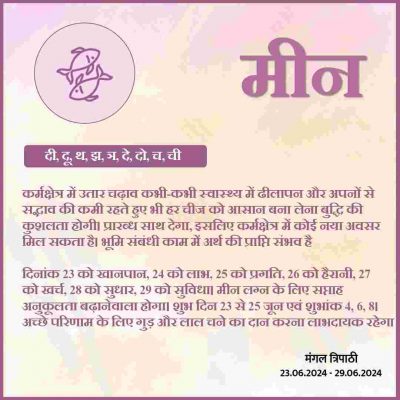 मीन
दी, दू, थ, झ, ञ, दे, दो, च, ची
कर्मक्षेत्र में उतार चढ़ाव कभी-कभी स्वास्थ्य में ढीलापन और अपनों से
सद्भाव की कमी रहते हुए भी हर चीज को आसान बना लेना बुद्धि की
कुशलता होगी। प्रारब्ध साथ देगा, इसलिए कर्मक्षेत्र में कोई नया अवसर
मिल सकता है। भूमि संबंधी काम में अर्थ की प्राप्ति संभव है
दिनांक 23 को खानपान, 24 को लाभ, 25 को प्रगति, 26 को हैरानी, 27
को खर्च, 28 को सुधार, 29 को सुविधा। मीन लग्न के लिए सप्ताह
अनुकूलता बढ़ानेवाला होगा। शुभ दिन 23 से 25 जून एवं शुभांक 4, 6, 8।
अच्छे परिणाम के लिए गुड़ और लाल चने का दान करना लाभदायक रहेगा
मंगल त्रिपाठी
23.06.2024 - 29.06.2024